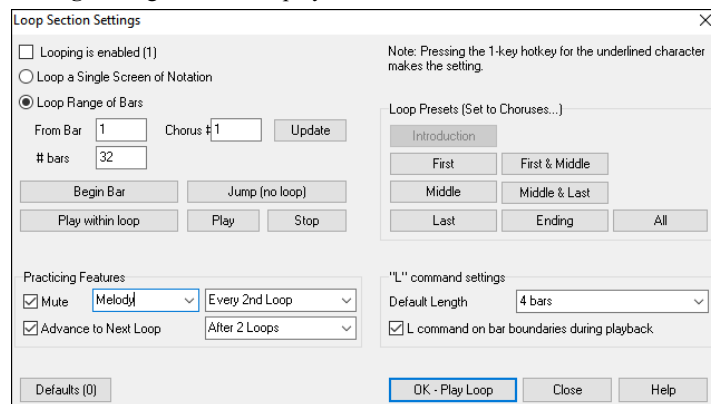 Loop Section Settings
Looping is enabled (1)
Loop a Single Screen of Notation
Loop Range of Bars
From Bar 1 Chorus # 1 Update
# bars 32
Begin Bar Jump (no loop)
Play within loop Play Stop
Note: Pressing the 1-key hotkey for the underlined character
makes the setting.
Loop Presets (Set to Choruses...)
Introduction
First First & Middle
Middle Middle & Last
Last Ending All
Practicing Features
Mute Melody Every 2nd Loop
Advance to Next Loop After 2 Loops
"L" command settings
Default Length 4 bars
L command on bar boundaries during playback
Defaults (0) OK - Play Loop Close Help